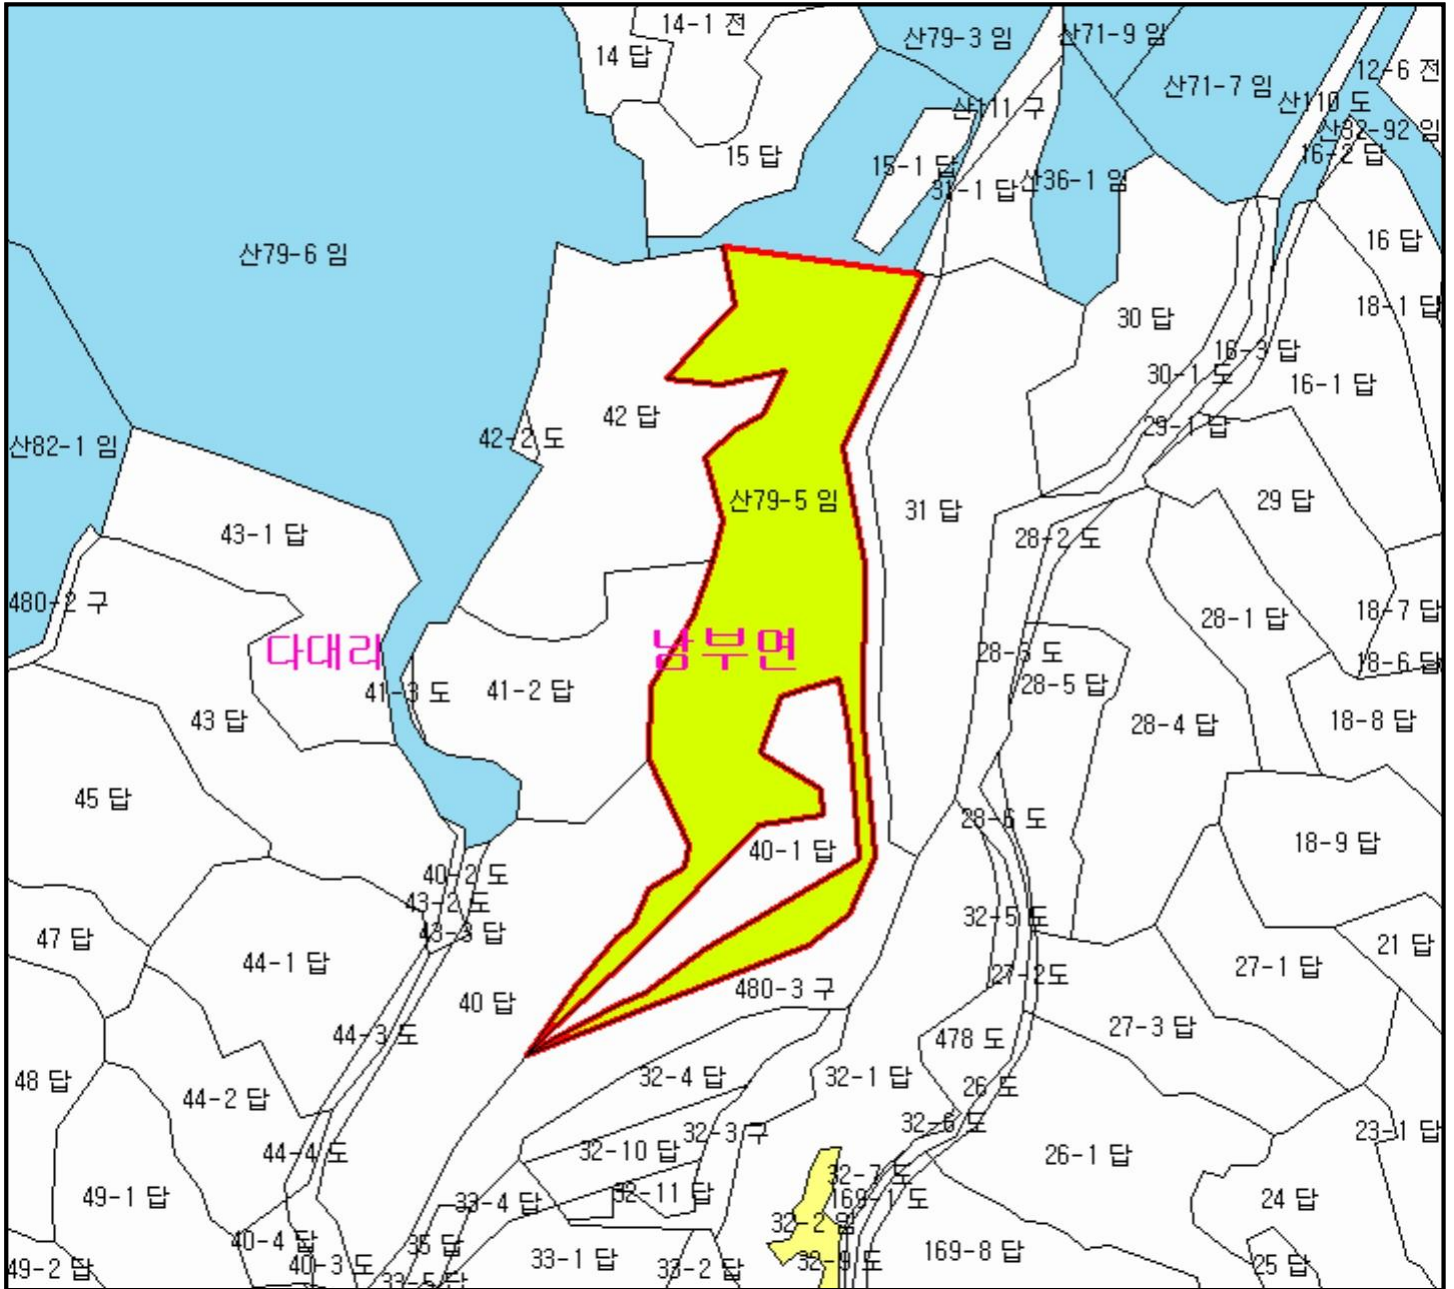 14-1 전
산79-3 임
산71-9 임
14 답
12-6 전
산71-7 임
산110 도
산111 구
산32-92 임
15 답
16-2 답
15-1 답
31-1 답
산36-1 임
산79-6 임
16 답
18-1 답
30 답
16-3 답
30-1 도
16-1 답
42 답
29-1 답
42-2 도
산82-1 임
산79-5 임
29 답
31 답
43-1 답
28-2 도
480-2 구
18-7 답
28-1 답
다대리
남부면
28-3 도
18-6 답
28-5 답
41-3 도
41-2 답
43 답
28-4 답
18-8 답
45 답
28-6 도
18-9 답
40-1 답
40-2 도
43-2 도
32-5 도
43-3 답
47 답
21 답
44-1 답
27-1 답
27-2도
480-3 구
40 답
27-3 답
44-3 도
478 도
32-4 답
32-1 답
48 답
26 도
44-2 답
32-6 도
32-3 구
23-1 답
44-4 도
32-10 답
26-1 답
32-7 도
32-11 답
49-1 답
33-4 답
169-1 도
24 답
32-2 임
40-4 답
35 답
33-1 답
169-8 답
49-2 답
40-3 도
33-2 답
32-9 도
25 답
33-5 답